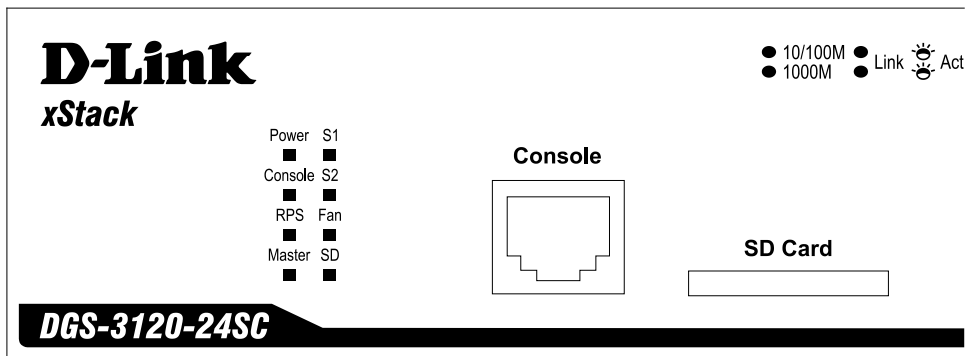 D-Link
xStack
10/100M
1000M
Link
Act
Power S1
Console S2
RPS Fan
Master SD
Console
SD Card
DGS-3120-24SC